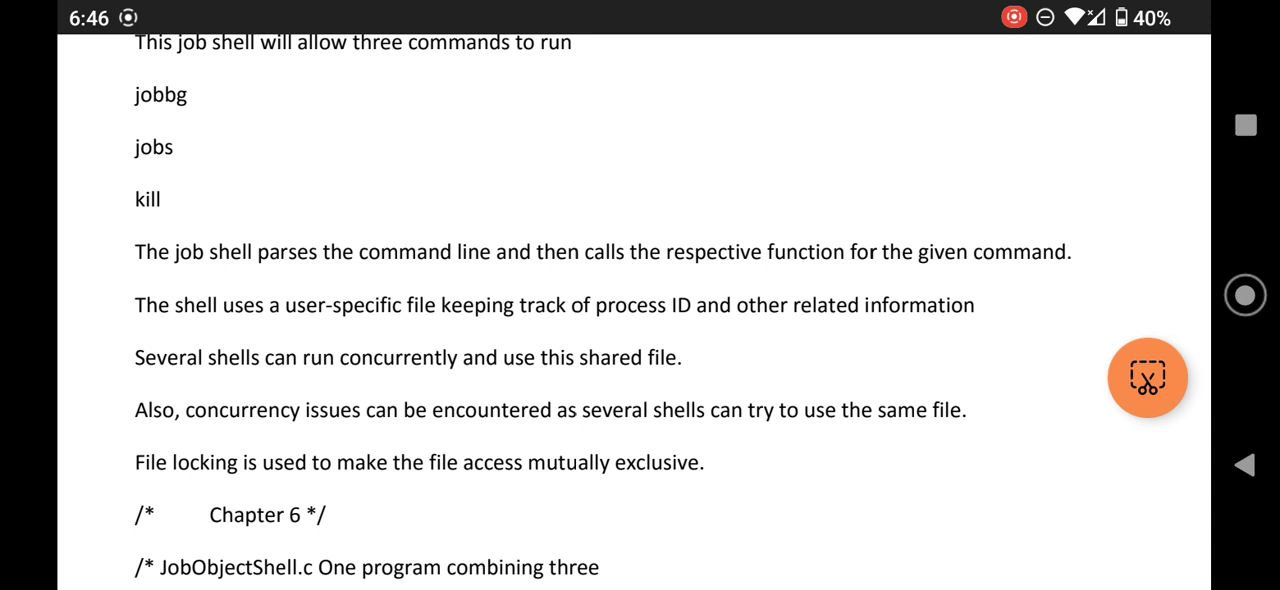 6:46
40%
This job shell will allow three commands to run
jobbg
jobs
kill
The job shell parses the command line and then calls the respective function for the given command.
The shell uses a user-specific file keeping track of process ID and other related information
Several shells can run concurrently and use this shared file.
Also, concurrency issues can be encountered as several shells can try to use the same file.
File locking is used to make the file access mutually exclusive.
/* Chapter 6 */
/* JobObjectShell.c One program combining three